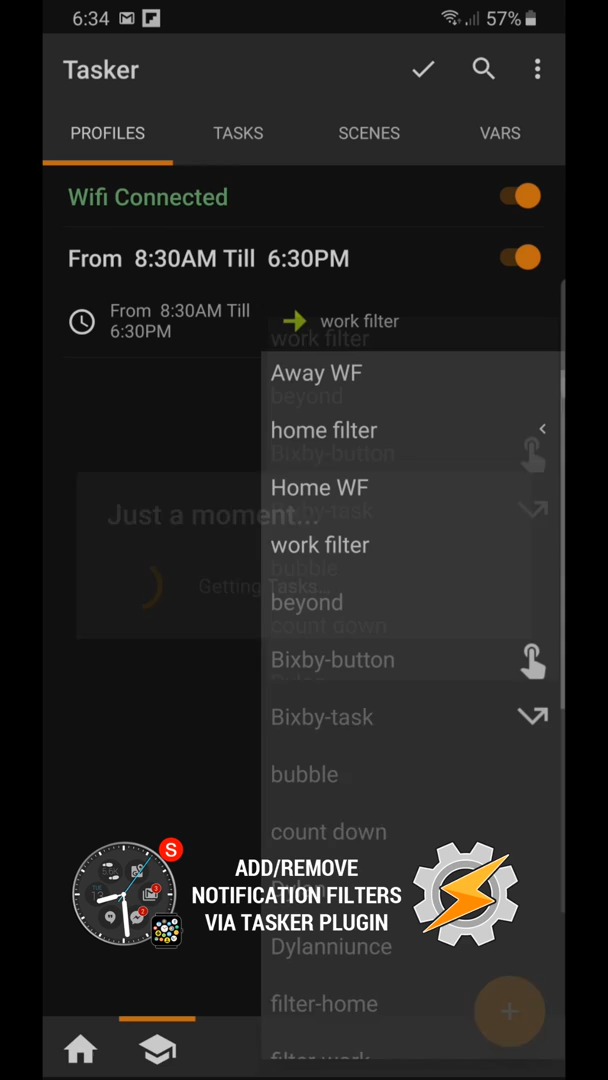 6:34
57%
Tasker
PROFILES
TASKS
SCENES
VARS
Wifi Connected
From 8:30AM Till 6:30PM
From 8:30AM Till
6:30PM
work filter
work filter
Away WF
beyond
home filter
Bixby-button
Home WF
Bixby-task
Just a moment...
work filter
bubble
Getting Tasks...
beyond
count down
Bixby-button
Bixby-task
bubble
count down
S
ADD/REMOVE
NOTIFICATION FILTERS
VIA TASKER PLUGIN
Dylan
Dylanniunce
filter-home
filter-work